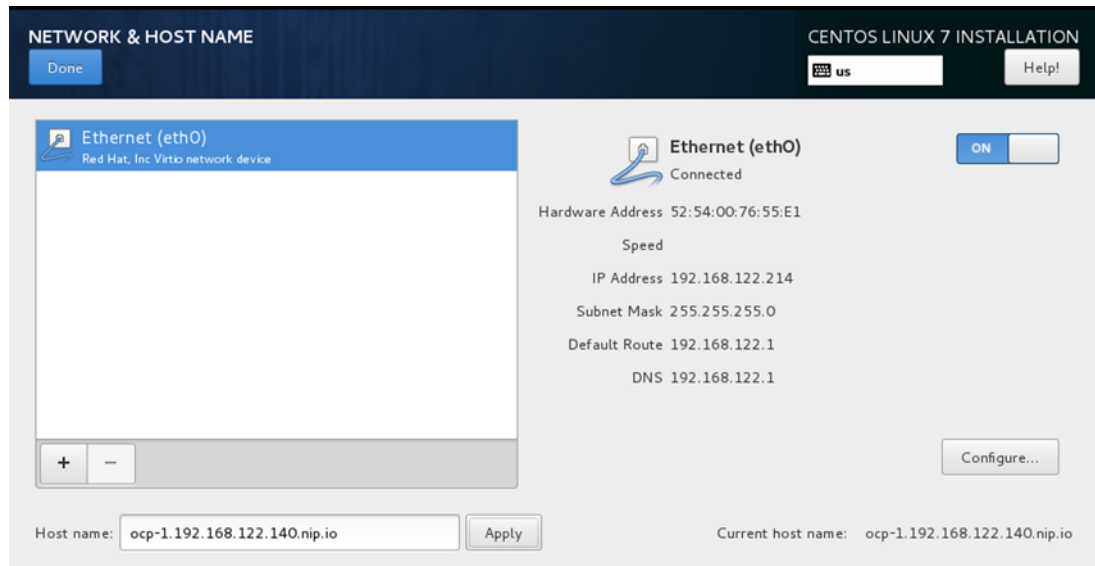 NETWORK & HOST NAME
Done
CENTOS LINUX 7 INSTALLATION
us
Help!
Ethernet (eth0)
Red Hat, Inc Virtio network device
Ethernet (eth0)
Connected
ON
Hardware Address 52:54:00:76:55:E1
Speed
IP Address 192.168.122.214
Subnet Mask 255.255.255.0
Default Route 192.168.122.1
DNS 192.168.122.1
+ −
Configure...
Host name: ocp-1.192.168.122.140.nip.io Apply Current host name: ocp-1.192.168.122.140.nip.io